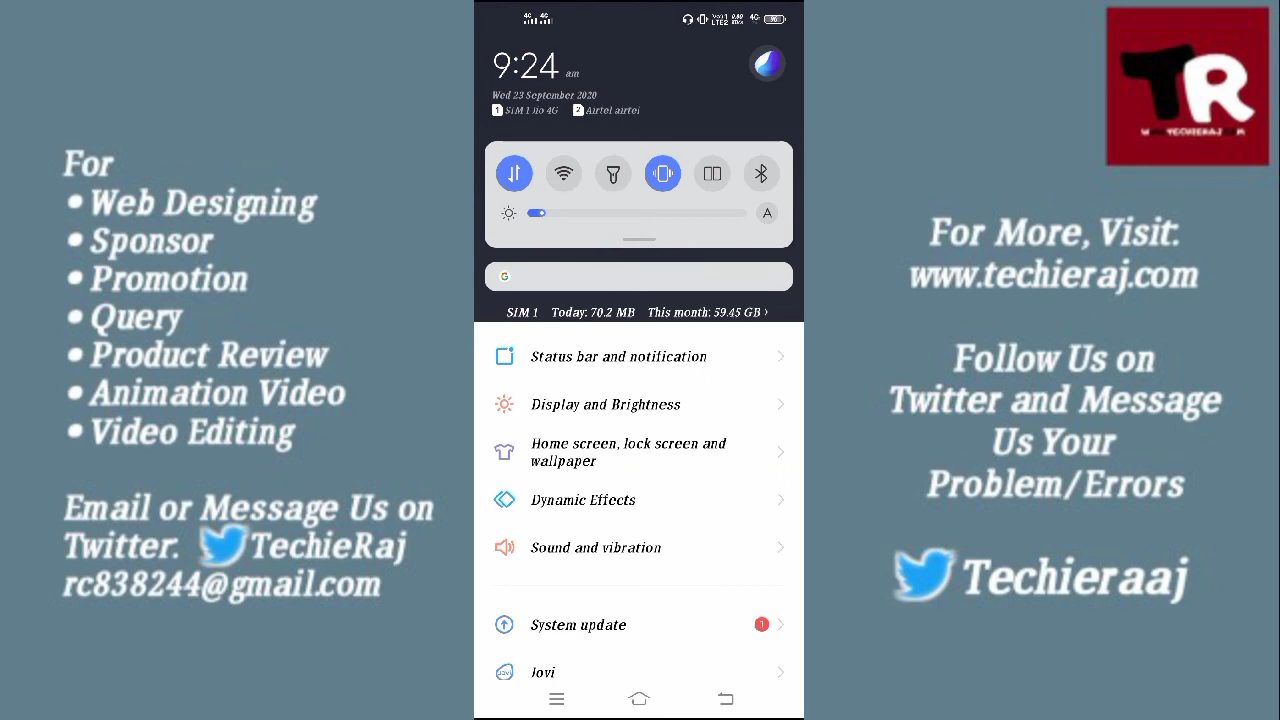 For
• Web Designing
• Sponsor
• Promotion
• Query
• Product Review
• Animation Video
• Video Editing
Email or Message Us on
Twitter. TechieRaj
rc838244@gmail.com
4G 4G
4G
9:24 am
Wed 23 September 2020
1 SIM 1 Jio 4G 2 Airtel airtel
A
G
SIM 1 Today: 70.2 MB This month: 59.45 GB ›
Status bar and notification
Display and Brightness
Home screen, lock screen and
wallpaper
Dynamic Effects
Sound and vibration
System update 1
Jovi
TR
For More, Visit:
www.techieraj.com
Follow Us on
Twitter and Message
Us Your
Problem/Errors
Techieraaj